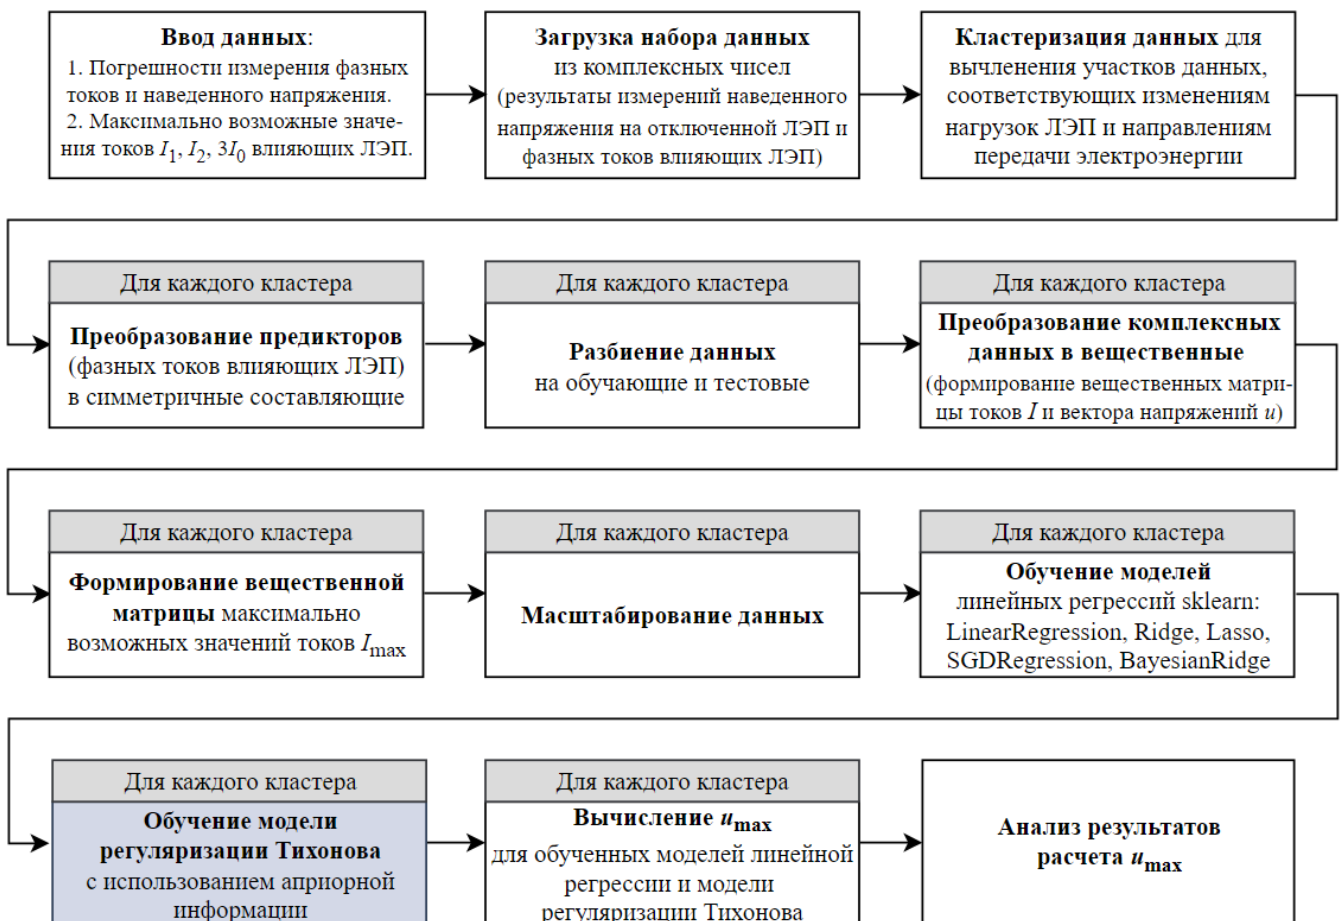 Ввод данных:
1. Погрешности измерения фазных
токов и наведенного напряжения.
2. Максимально возможные значе-
ния токов I1, I2, 3I0 влияющих ЛЭП.
Загрузка набора данных
из комплексных чисел
(результаты измерений наведенного
напряжения на отключенной ЛЭП и
фазных токов влияющих ЛЭП)
Кластеризация данных для
вычленения участков данных,
соответствующих изменениям
нагрузок ЛЭП и направлениям
передачи электроэнергии
Для каждого кластера
Преобразование предикторов
(фазных токов влияющих ЛЭП)
в симметричные составляющие
Для каждого кластера
Разбиение данных
на обучающие и тестовые
Для каждого кластера
Преобразование комплексных
данных в вещественные
(формирование вещественных матри-
цы токов I и вектора напряжений u)
Для каждого кластера
Формирование вещественной
матрицы максимально
возможных значений токов Imax
Для каждого кластера
Масштабирование данных
Для каждого кластера
Обучение моделей
линейных регрессий sklearn:
LinearRegression, Ridge, Lasso,
SGDRegression, BayesianRidge
Для каждого кластера
Обучение модели
регуляризации Тихонова
с использованием априорной
информации
Для каждого кластера
Вычисление umax
для обученных моделей линейной
регрессии и модели
регуляризации Тихонова
Анализ результатов
расчета umax